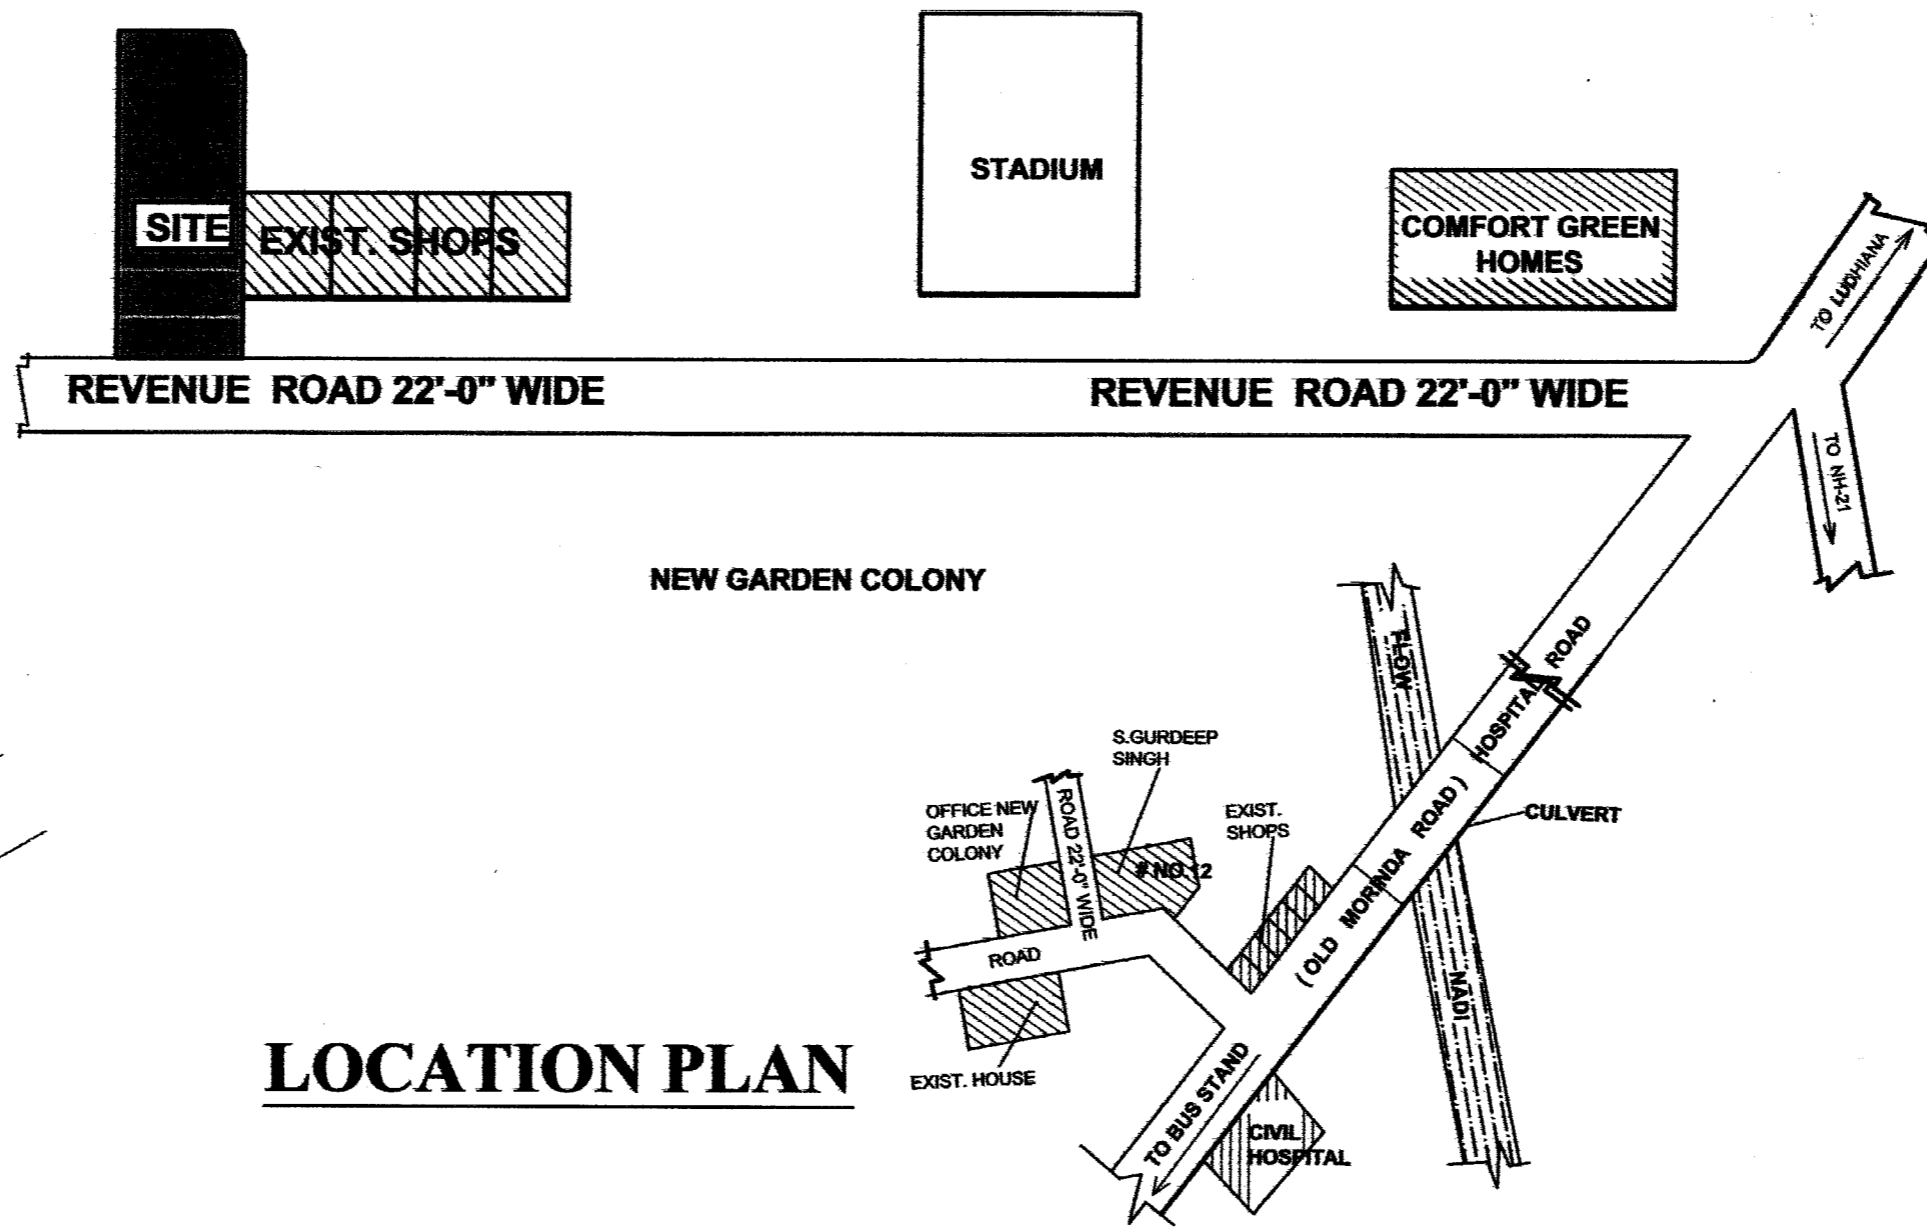 STADIUM
SITE
EXIST. SHOPS
COMFORT GREEN
HOMES
TO LUDHIANA
REVENUE ROAD 22'-0" WIDE
REVENUE ROAD 22'-0" WIDE
TO NH-21
NEW GARDEN COLONY
FLOW
HOSPITAL ROAD
S.GURDEEP
SINGH
OFFICE NEW
GARDEN
COLONY
ROAD 22'-0" WIDE
EXIST.
SHOPS
CULVERT
# NO.12
(OLD MORINDA ROAD)
ROAD
NADI
LOCATION PLAN
EXIST. HOUSE
TO BUS STAND
CIVIL
HOSPITAL